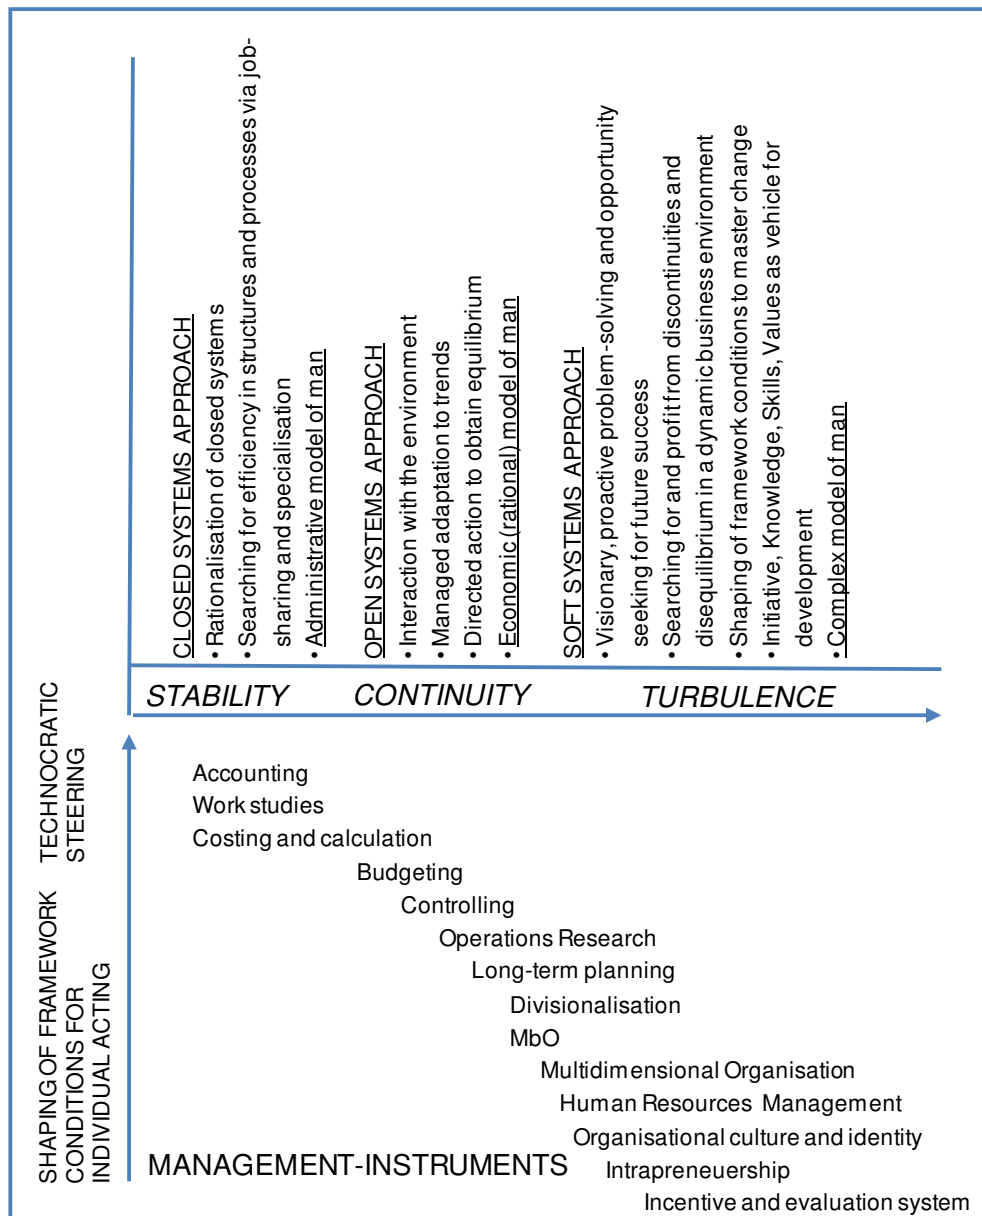 CLOSED SYSTEMS APPROACH
• Rationalisation of closed systems
• Searching for efficiency in structures and processes via job-
sharing and specialisation
• Administrative model of man
OPEN SYSTEMS APPROACH
• Interaction with the environment
• Managed adaptation to trends
• Directed action to obtain equilibrium
• Economic (rational) model of man
SOFT SYSTEMS APPROACH
• Visionary, proactive problem-solving and opportunity
seeking for future success
• Searching for and profit from discontinuities and
disequilibrium in a dynamic business environment
• Shaping of framework conditions to master change
• Initiative, Knowledge, Skills, Values as vehicle for
development
• Complex model of man
STABILITY
CONTINUITY
TURBULENCE
TECHNOCRATIC
STEERING
SHAPING OF FRAMEWORK
CONDITIONS FOR
INDIVIDUAL ACTING
Accounting
Work studies
Costing and calculation
Budgeting
Controlling
Operations Research
Long-term planning
Divisionalisation
MbO
Multidimensional Organisation
Human Resources Management
Organisational culture and identity
MANAGEMENT-INSTRUMENTS
Intrapreneuership
Incentive and evaluation system